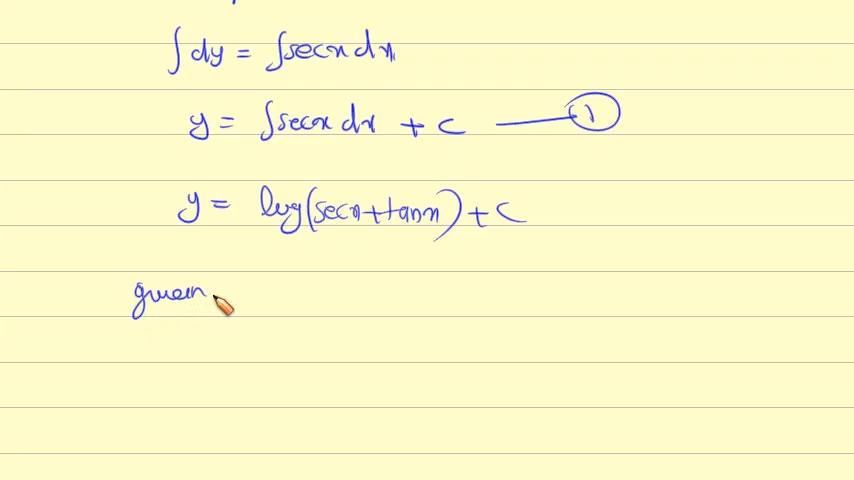 ∫ dy = ∫secx dx
y = ∫secx dx + c —— (1)
y = log(secx+tanx) + c
given